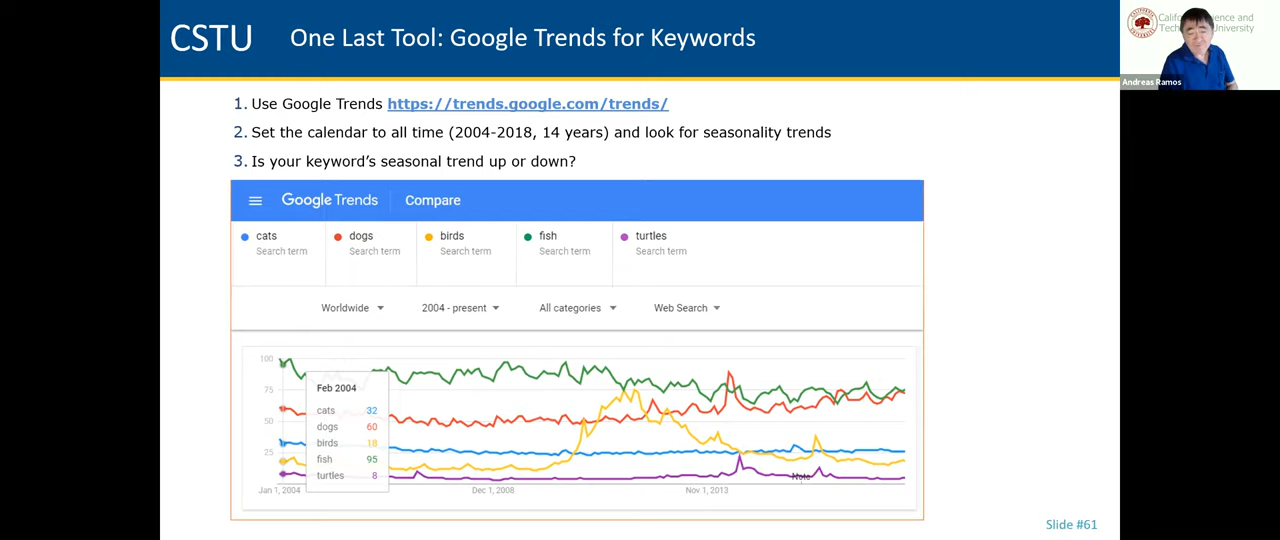 CSTU
One Last Tool: Google Trends for Keywords
California Science and
Technology University
Andreas Ramos
1. Use Google Trends https://trends.google.com/trends/
2. Set the calendar to all time (2004-2018, 14 years) and look for seasonality trends
3. Is your keyword's seasonal trend up or down?
Google Trends Compare
cats dogs birds fish turtles
Search term Search term Search term Search term Search term
Worldwide 2004 - present All categories Web Search
100
75
50
25
Feb 2004
cats 32
dogs 60
birds 18
fish 95
turtles 8
Note
Jan 1, 2004 Dec 1, 2008 Nov 1, 2013
Slide #61